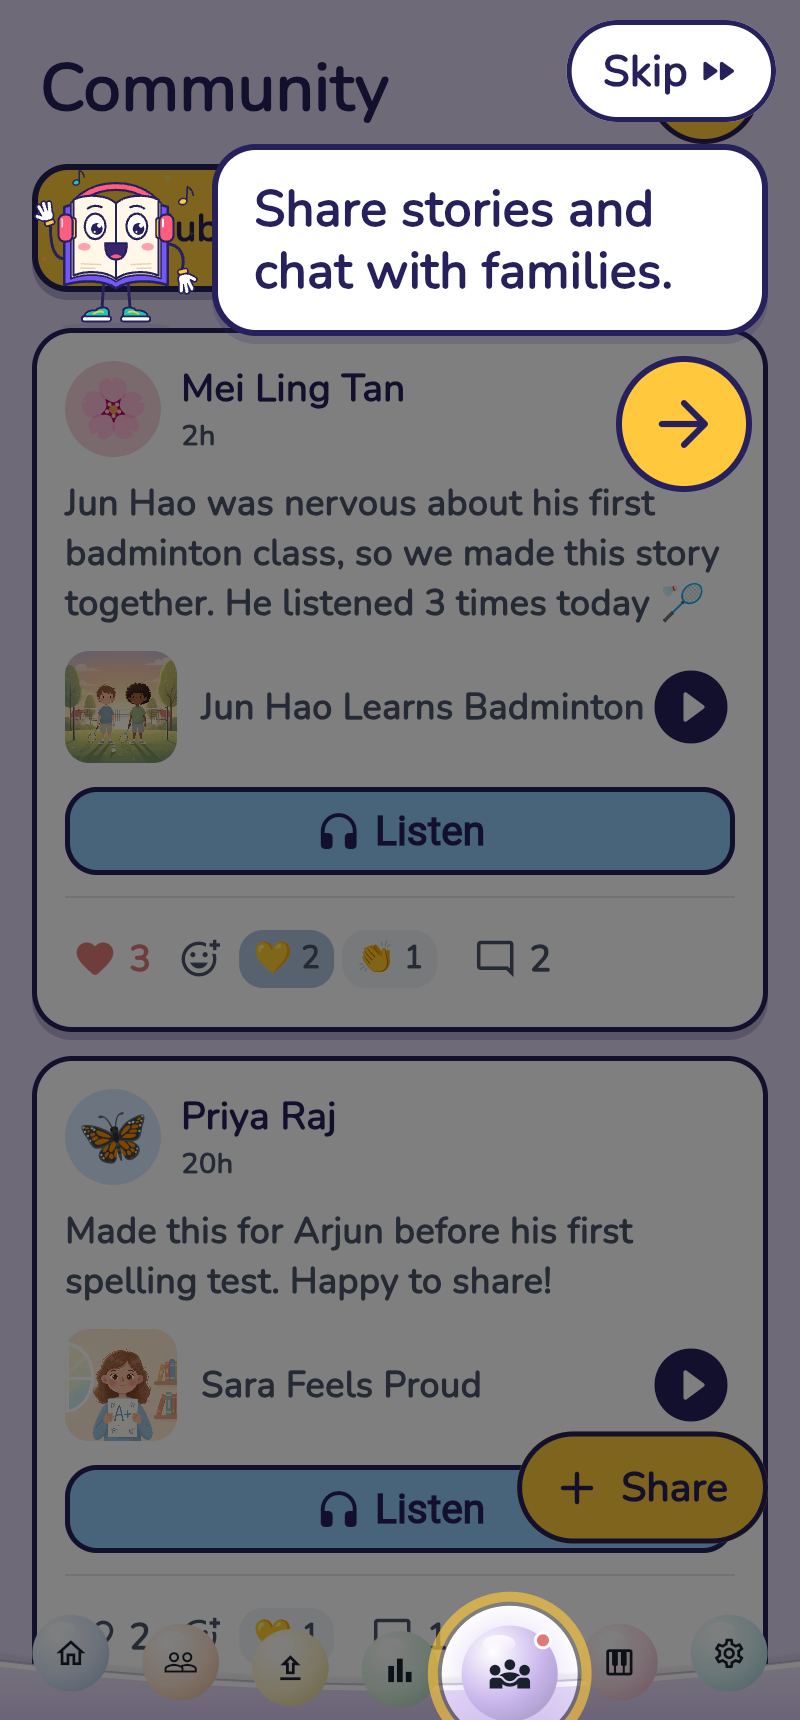 Community
Skip
Share stories and
chat with families.
Mei Ling Tan
2h
Jun Hao was nervous about his first
badminton class, so we made this story
together. He listened 3 times today
Jun Hao Learns Badminton
Listen
3
2
1
2
Priya Raj
20h
Made this for Arjun before his first
spelling test. Happy to share!
A+
Sara Feels Proud
Listen
Share
2
1
1